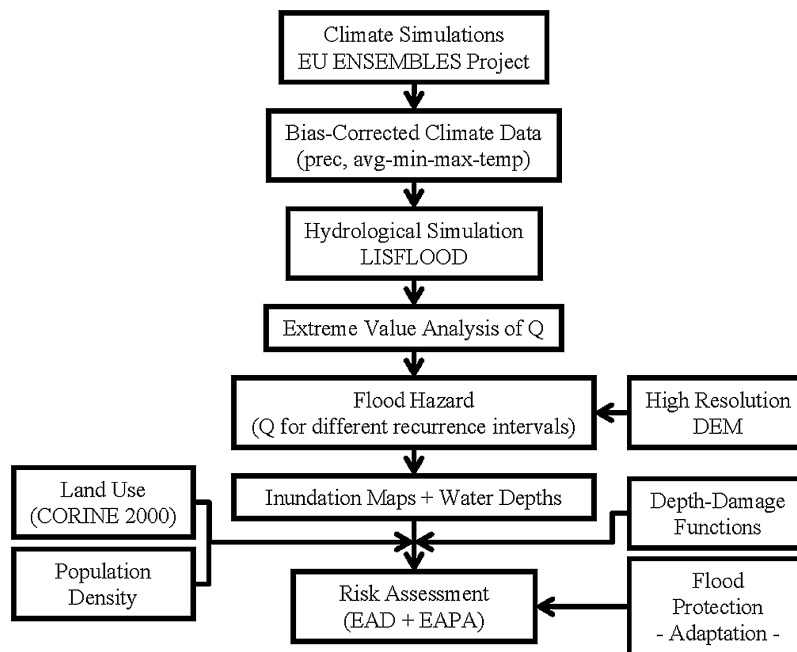 Climate Simulations
EU ENSEMBLES Project
Bias-Corrected Climate Data
(prec, avg-min-max-temp)
Hydrological Simulation
LISFLOOD
Extreme Value Analysis of Q
Flood Hazard
(Q for different recurrence intervals)
High Resolution
DEM
Land Use
(CORINE 2000)
Inundation Maps + Water Depths
Depth-Damage
Functions
Population
Density
Risk Assessment
(EAD + EAPA)
Flood
Protection
- Adaptation -